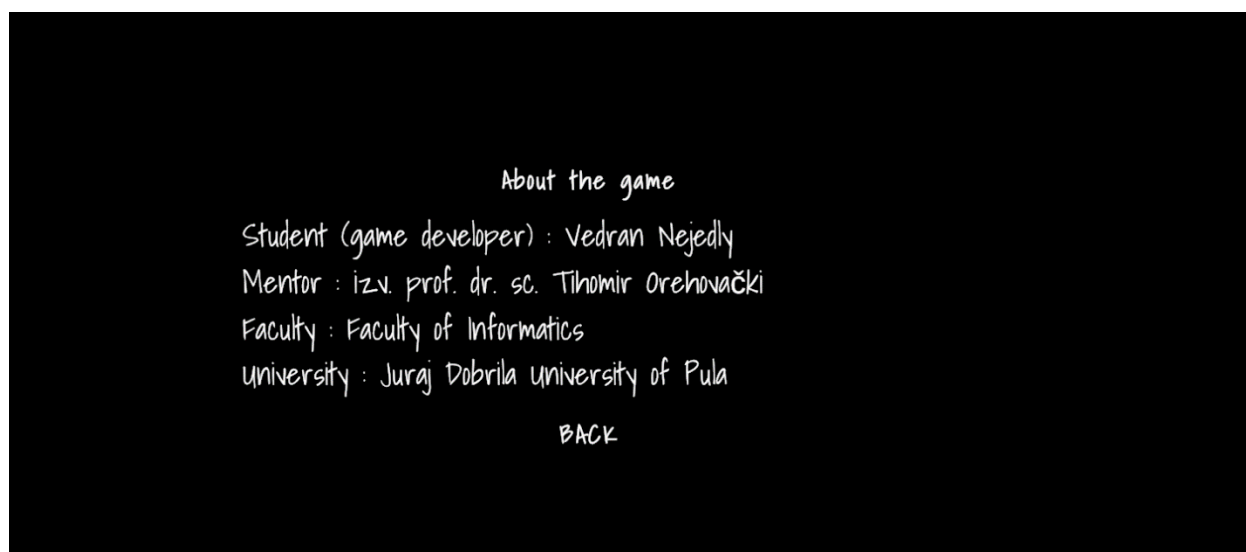 About the game
Student (game developer) : Vedran Nejedly
Mentor : izv. prof. dr. sc. Tihomir Orehovački
Faculty : Faculty of Informatics
University : Juraj Dobrila University of Pula
BACK